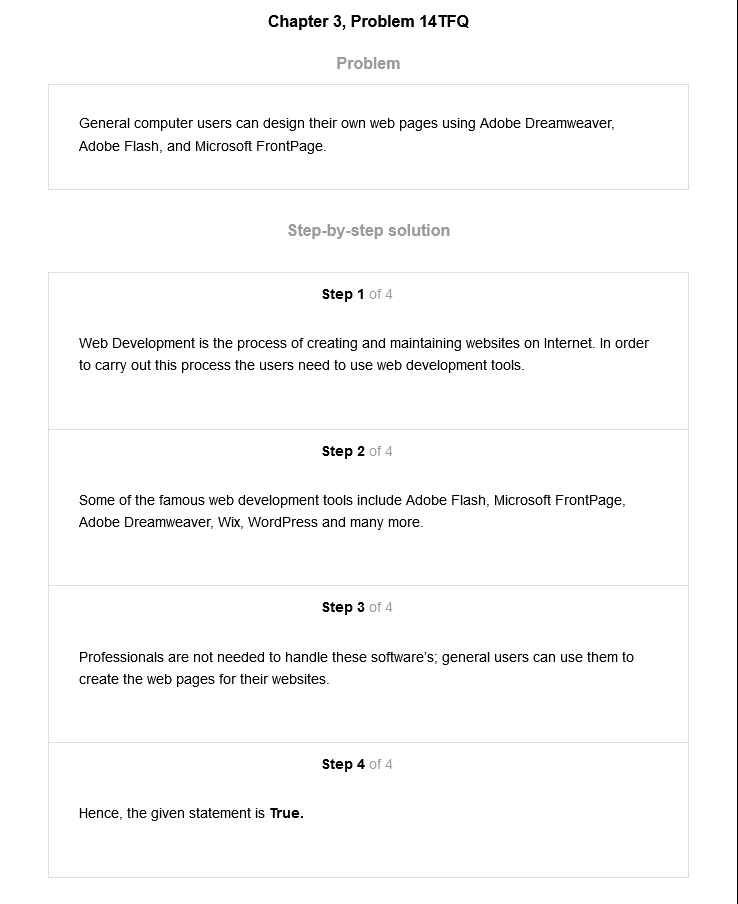 Chapter 3, Problem 14TFQ
Problem
General computer users can design their own web pages using Adobe Dreamweaver,
Adobe Flash, and Microsoft FrontPage.
Step-by-step solution
Step 1 of 4
Web Development is the process of creating and maintaining websites on Internet. In order
to carry out this process the users need to use web development tools.
Step 2 of 4
Some of the famous web development tools include Adobe Flash, Microsoft FrontPage,
Adobe Dreamweaver, Wix, WordPress and many more.
Step 3 of 4
Professionals are not needed to handle these software's; general users can use them to
create the web pages for their websites.
Step 4 of 4
Hence, the given statement is True.